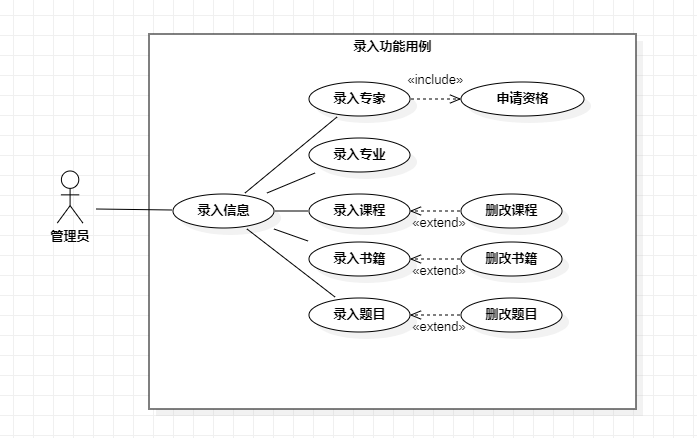 录入功能用例
«include»
录入专家
申请资格
录入专业
管理员
录入信息
录入课程
删改课程
«extend»
录入书籍
删改书籍
«extend»
录入题目
删改题目
«extend»